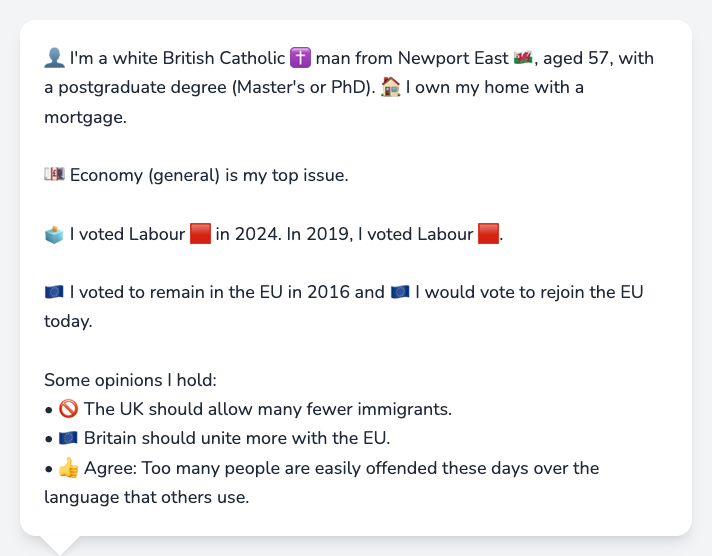 👤 I'm a white British Catholic ✝️ man from Newport East 🏴󠁧󠁢󠁷󠁬󠁳󠁿, aged 57, with
a postgraduate degree (Master's or PhD). 🏠 I own my home with a
mortgage.
💷 Economy (general) is my top issue.
🗳️ I voted Labour 🟥 in 2024. In 2019, I voted Labour 🟥.
🇪🇺 I voted to remain in the EU in 2016 and 🇪🇺 I would vote to rejoin the EU
today.
Some opinions I hold:
• 🚫 The UK should allow many fewer immigrants.
• 🇪🇺 Britain should unite more with the EU.
• 👍 Agree: Too many people are easily offended these days over the
language that others use.